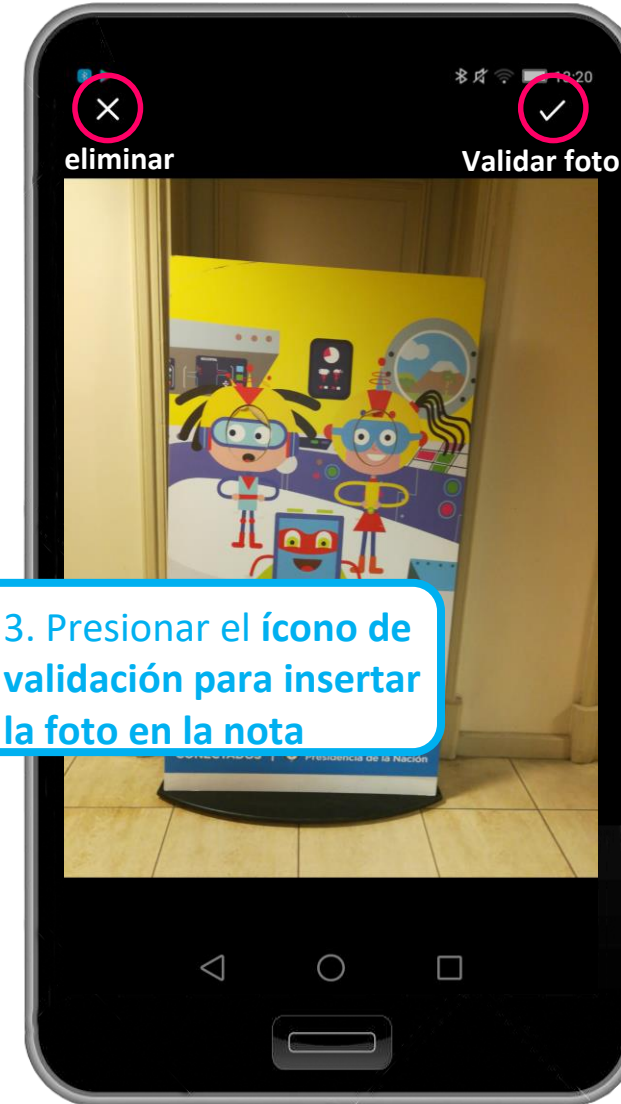 eliminar
Validar foto
3. Presionar el ícono de
validación para insertar
la foto en la nota
CONECTADOS
Presidencia de la Nación